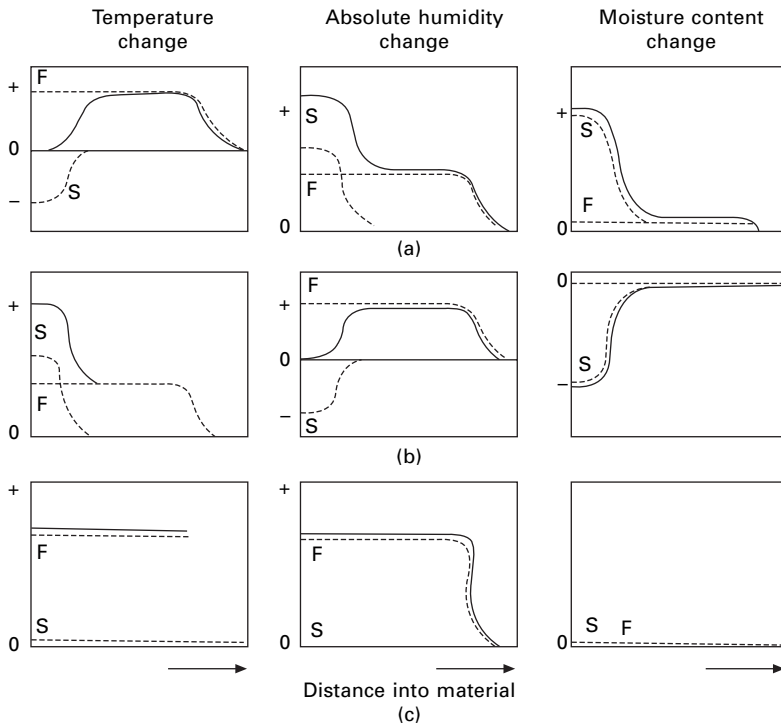 Temperature change
Absolute humidity change
Moisture content change
+
F
0
S
–
+
S
F
0
+
S
F
0
(a)
+
S
F
0
F
+
0
–
S
0
S
–
(b)
+
F
S
0
+
F
S
0
S F
0
Distance into material
(c)